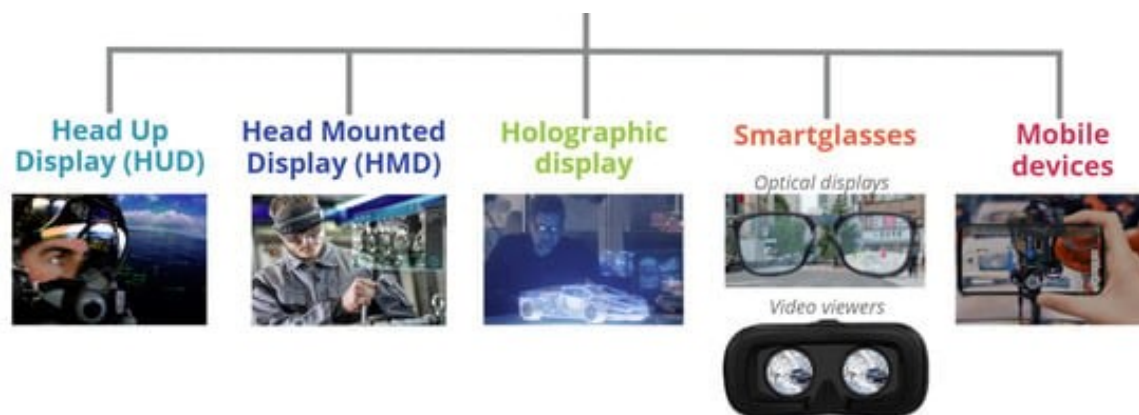 Head Up
Display (HUD)
Head Mounted
Display (HMD)
Holographic
display
Smartglasses
Optical displays
Video viewers
Mobile
devices